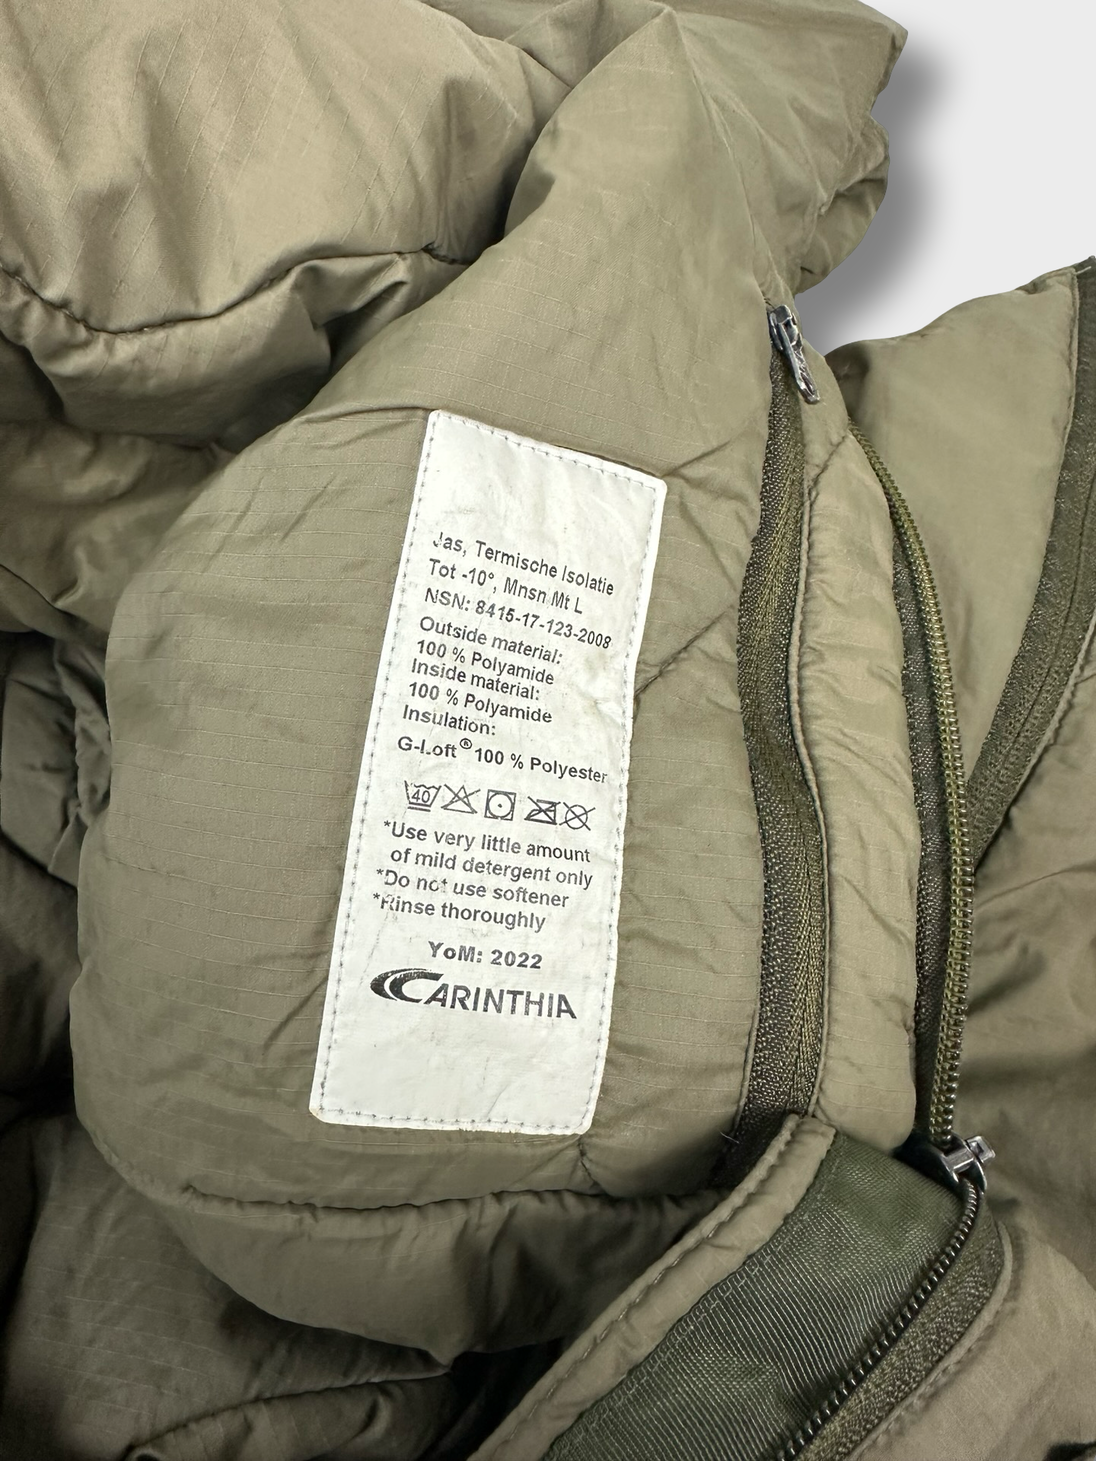 Jas, Termische Isolatie
Tot -10°, Mnsn Mt L
NSN: 8415-17-123-2008
Outside material:
100 % Polyamide
Inside material:
100 % Polyamide
Insulation:
G-Loft® 100 % Polyester
40
*Use very little amount
of mild detergent only
*Do not use softener
*Rinse thoroughly
YoM: 2022
CARINTHIA